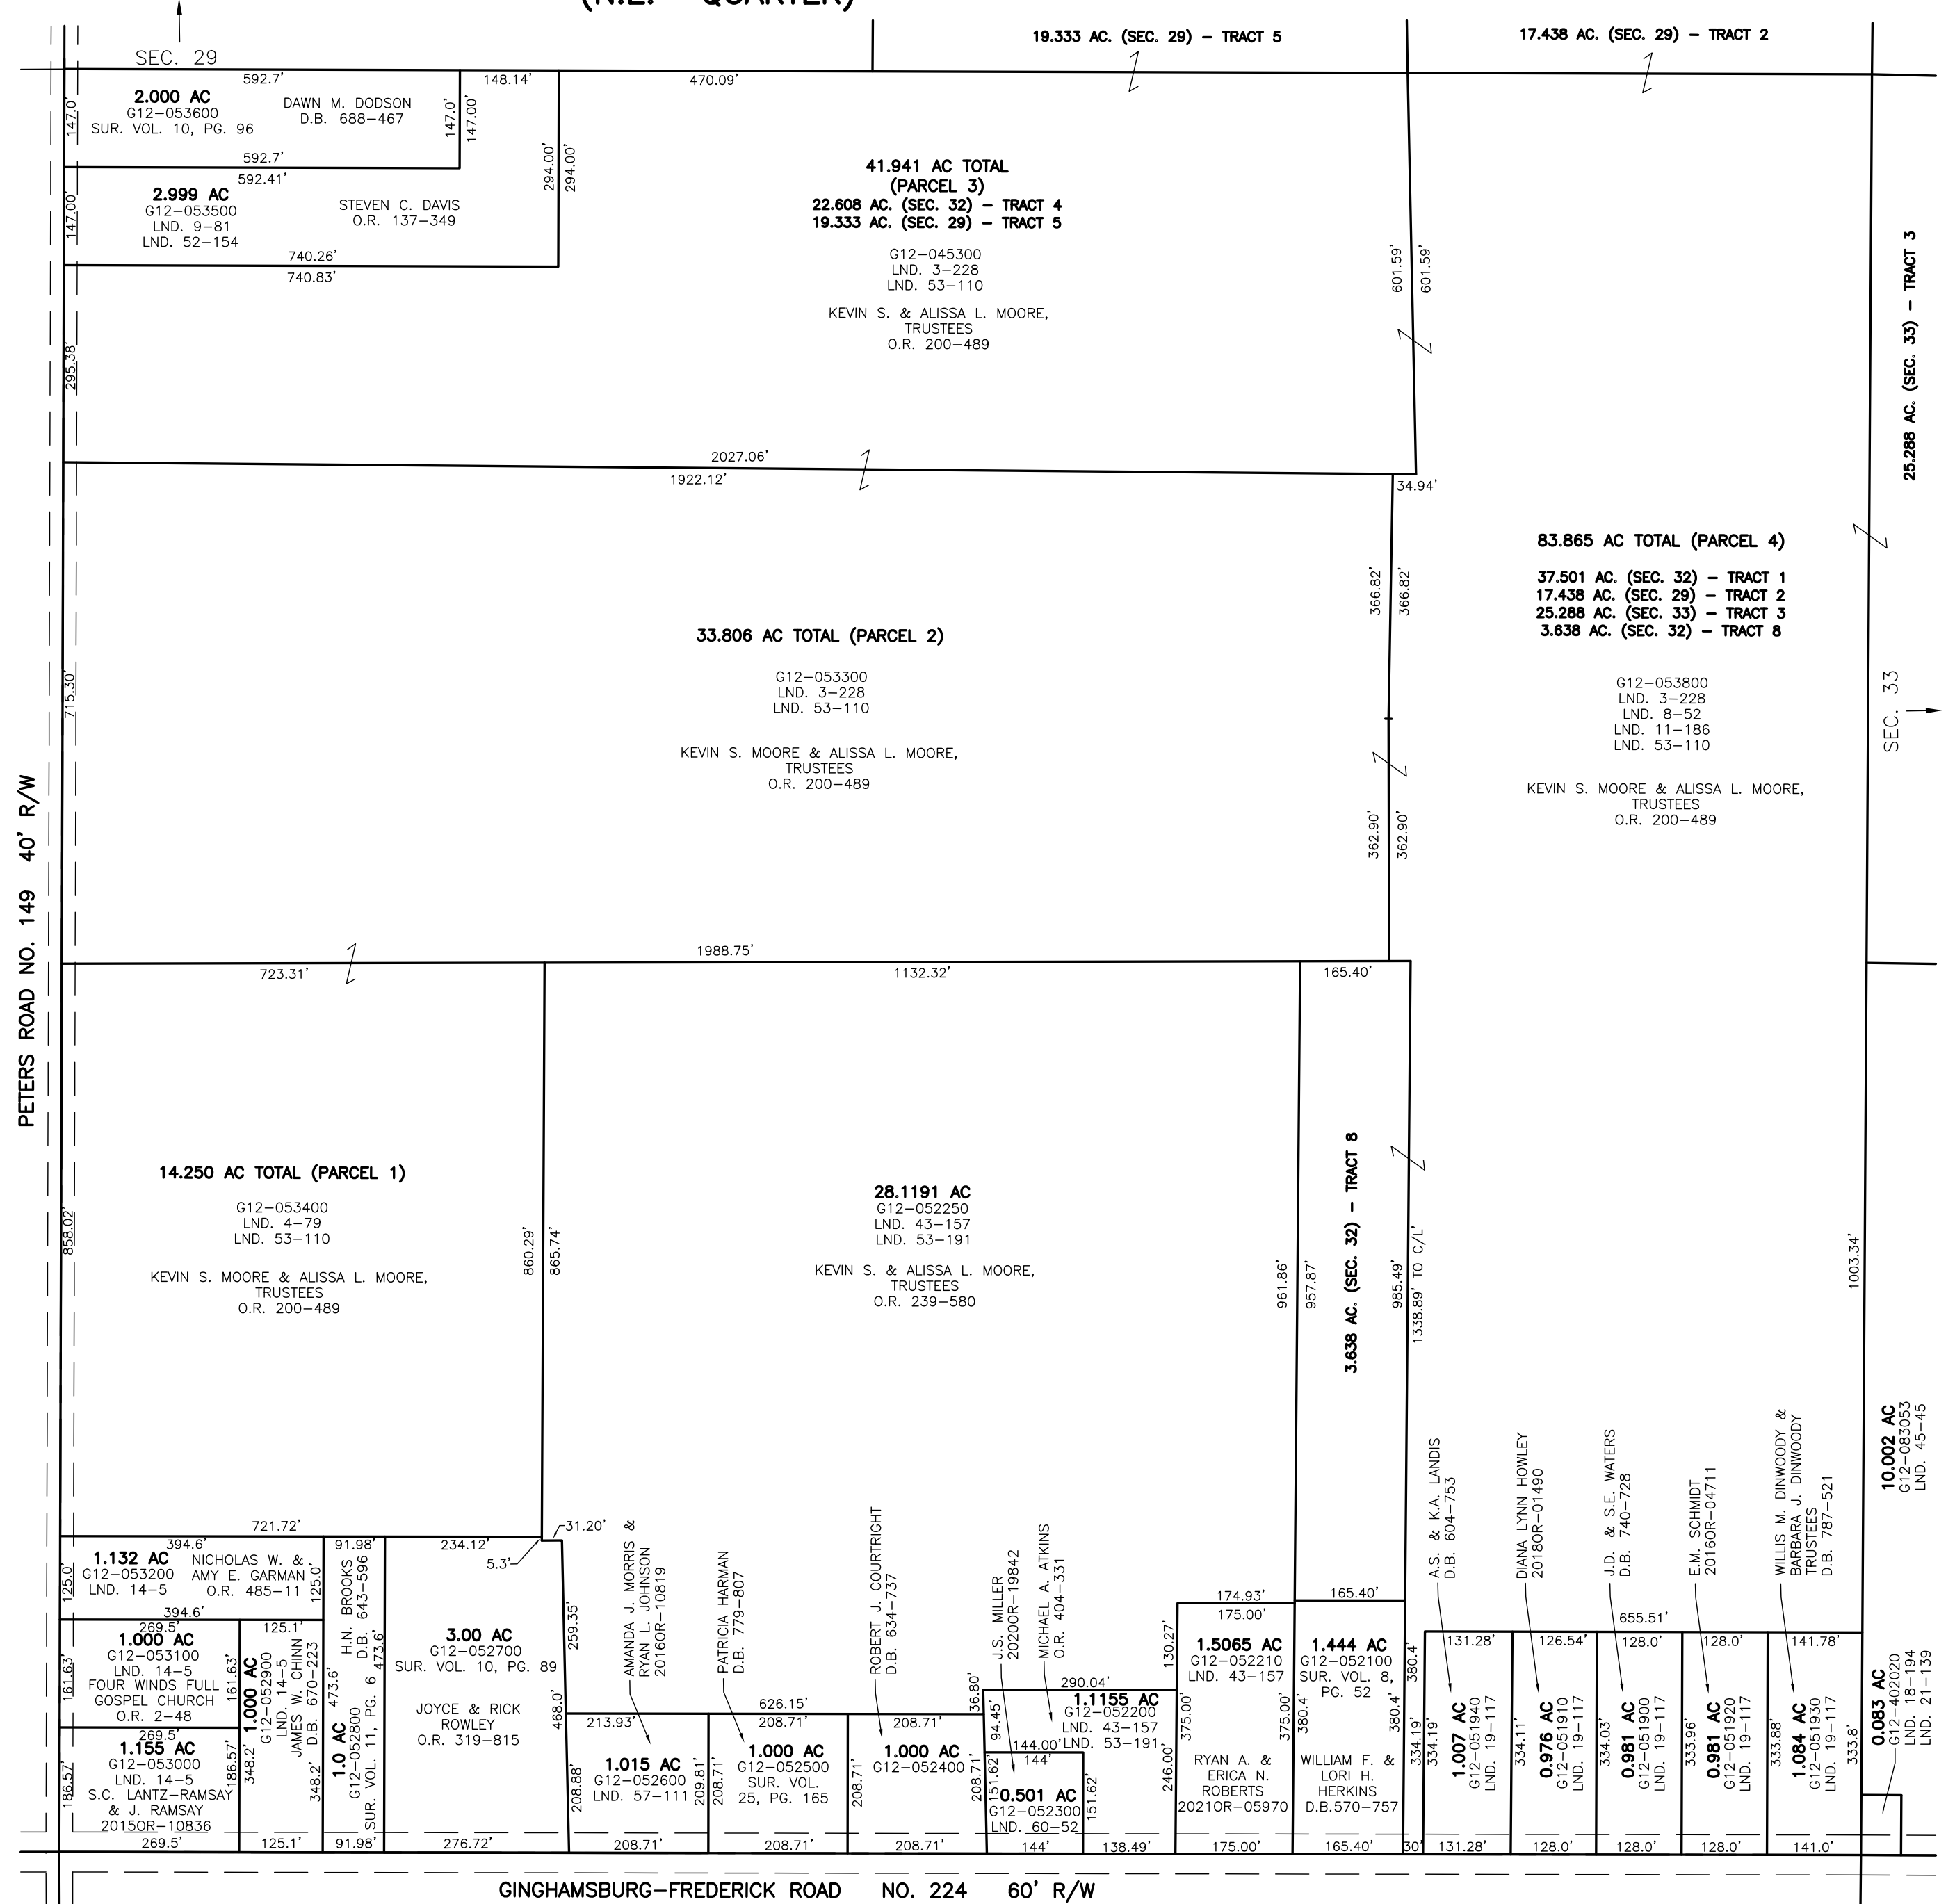 (N.E. QUARTER)
SEC. 29
19.333 AC. (SEC. 29) – TRACT 5
17.438 AC. (SEC. 29) – TRACT 2
592.7'
148.14'
470.09'
147.0'
2.000 AC
G12–053600
SUR. VOL. 10, PG. 96
DAWN M. DODSON
D.B. 688–467
147.0'
147.00'
592.7'
592.41'
294.00'
294.00'
147.00'
2.999 AC
G12–053500
LND. 9–81
LND. 52–154
STEVEN C. DAVIS
O.R. 137–349
740.26'
740.83'
295.38'
41.941 AC TOTAL
(PARCEL 3)
22.608 AC. (SEC. 32) – TRACT 4
19.333 AC. (SEC. 29) – TRACT 5
G12–045300
LND. 3–228
LND. 53–110
KEVIN S. & ALISSA L. MOORE,
TRUSTEES
O.R. 200–489
601.59'
601.59'
25.288 AC. (SEC. 33) – TRACT 3
2027.06'
1922.12'
34.94'
83.865 AC TOTAL (PARCEL 4)
37.501 AC. (SEC. 32) – TRACT 1
17.438 AC. (SEC. 29) – TRACT 2
25.288 AC. (SEC. 33) – TRACT 3
3.638 AC. (SEC. 32) – TRACT 8
G12–053800
LND. 3–228
LND. 8–52
LND. 11–186
LND. 53–110
KEVIN S. MOORE & ALISSA L. MOORE,
TRUSTEES
O.R. 200–489
SEC. 33
715.30'
33.806 AC TOTAL (PARCEL 2)
G12–053300
LND. 3–228
LND. 53–110
KEVIN S. MOORE & ALISSA L. MOORE,
TRUSTEES
O.R. 200–489
366.82'
366.82'
362.90'
362.90'
PETERS ROAD NO. 149 40' R/W
1988.75'
723.31'
1132.32'
165.40'
858.02'
14.250 AC TOTAL (PARCEL 1)
G12–053400
LND. 4–79
LND. 53–110
KEVIN S. MOORE & ALISSA L. MOORE,
TRUSTEES
O.R. 200–489
860.29'
865.74'
28.1191 AC
G12–052250
LND. 43–157
LND. 53–191
KEVIN S. & ALISSA L. MOORE,
TRUSTEES
O.R. 239–580
961.86'
957.87'
3.638 AC. (SEC. 32) – TRACT 8
985.49'
1338.89' TO C/L
1003.34'
10.002 AC
G12–083053
LND. 45–45
721.72'
394.6'
91.98'
234.12'
31.20'
5.3'
125.0'
1.132 AC
G12–053200
LND. 14–5
NICHOLAS W. &
AMY E. GARMAN
O.R. 485–11
125.0'
394.6'
269.5'
125.1'
161.63'
1.000 AC
G12–053100
LND. 14–5
FOUR WINDS FULL
GOSPEL CHURCH
O.R. 2–48
161.63'
269.5'
186.57'
1.155 AC
G12–053000
LND. 14–5
S.C. LANTZ–RAMSAY
& J. RAMSAY
2015OR–10836
186.57'
269.5'
348.2'
1.000 AC
G12–052900
LND. 14–5
JAMES W. CHINN
D.B. 670–223
348.2'
125.1'
473.6'
1.0 AC
G12–052800
H.N. BROOKS
D.B. 643–596
SUR. VOL. 11, PG. 6
473.6'
91.98'
3.00 AC
G12–052700
SUR. VOL. 10, PG. 89
JOYCE & RICK
ROWLEY
O.R. 319–815
468.0'
259.35'
276.72'
AMANDA J. MORRIS &
RYAN L. JOHNSON
2016OR–10819
213.93'
208.88'
1.015 AC
G12–052600
LND. 57–111
209.81'
208.71'
PATRICIA HARMAN
D.B. 779–807
626.15'
208.71'
208.71'
1.000 AC
G12–052500
SUR. VOL.
25, PG. 165
208.71'
ROBERT J. COURTRIGHT
D.B. 634–737
208.71'
208.71'
1.000 AC
G12–052400
208.71'
208.71'
36.80'
J.S. MILLER
2020OR–19842
94.45'
144.00'
144'
151.62'
0.501 AC
G12–052300
LND. 60–52
151.62'
144'
MICHAEL A. ATKINS
O.R. 404–331
290.04'
130.27'
1.1155 AC
G12–052200
LND. 43–157
LND. 53–191
246.00'
138.49'
174.93'
175.00'
1.5065 AC
G12–052210
LND. 43–157
375.00'
375.00'
RYAN A. &
ERICA N.
ROBERTS
2021OR–05970
175.00'
165.40'
1.444 AC
G12–052100
SUR. VOL. 8,
PG. 52
380.4'
380.4'
WILLIAM F. &
LORI H.
HERKINS
D.B.570–757
165.40'
380.4'
334.19'
30'
655.51'
A.S. & K.A. LANDIS
D.B. 604–753
131.28'
334.19'
1.007 AC
G12–051940
LND. 19–117
131.28'
DIANA LYNN HOWLEY
2018OR–01490
126.54'
334.11'
0.976 AC
G12–051910
LND. 19–117
128.0'
J.D. & S.E. WATERS
D.B. 740–728
128.0'
334.03'
0.981 AC
G12–051900
LND. 19–117
128.0'
E.M. SCHMIDT
2016OR–04711
128.0'
333.96'
0.981 AC
G12–051920
LND. 19–117
128.0'
WILLIS M. DINWOODY &
BARBARA J. DINWOODY
TRUSTEES
D.B. 787–521
141.78'
333.88'
1.084 AC
G12–051930
LND. 19–117
333.8'
141.0'
0.083 AC
G12–402020
LND. 18–194
LND. 21–139
GINGHAMSBURG–FREDERICK ROAD NO. 224 60' R/W